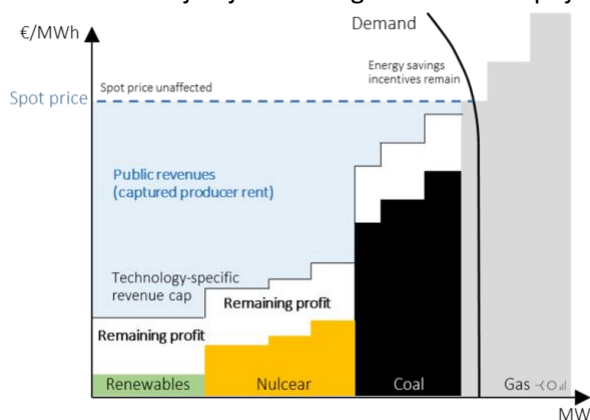 €/MWh
Demand
Energy savings
incentives remain
Spot price unaffected
Spot price
Public revenues
(captured producer rent)
Technology-specific
revenue cap
Remaining profit
Remaining profit
Renewables
Nulcear
Coal
Gas
MW